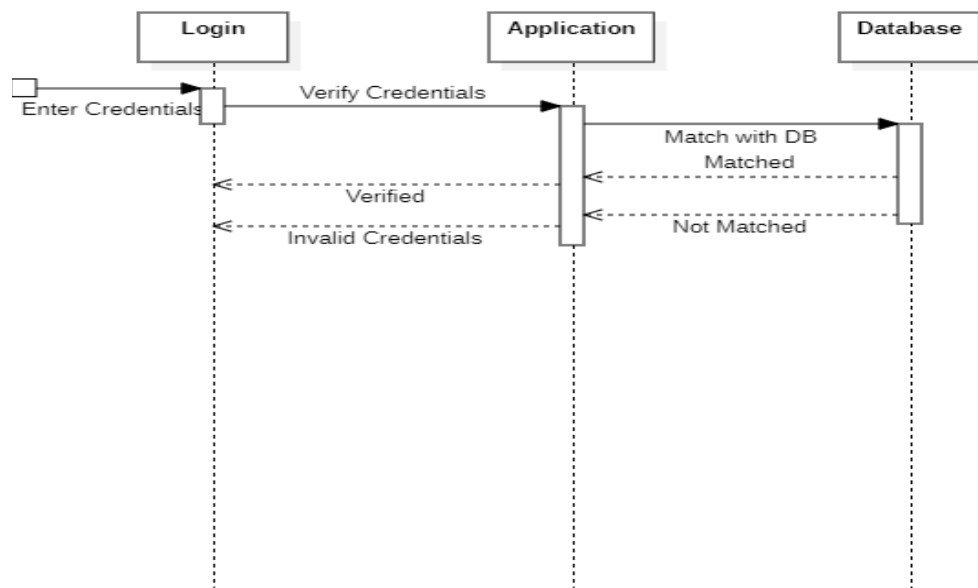 Login
Application
Database
Enter Credentials
Verify Credentials
Match with DB
Matched
Verified
Not Matched
Invalid Credentials